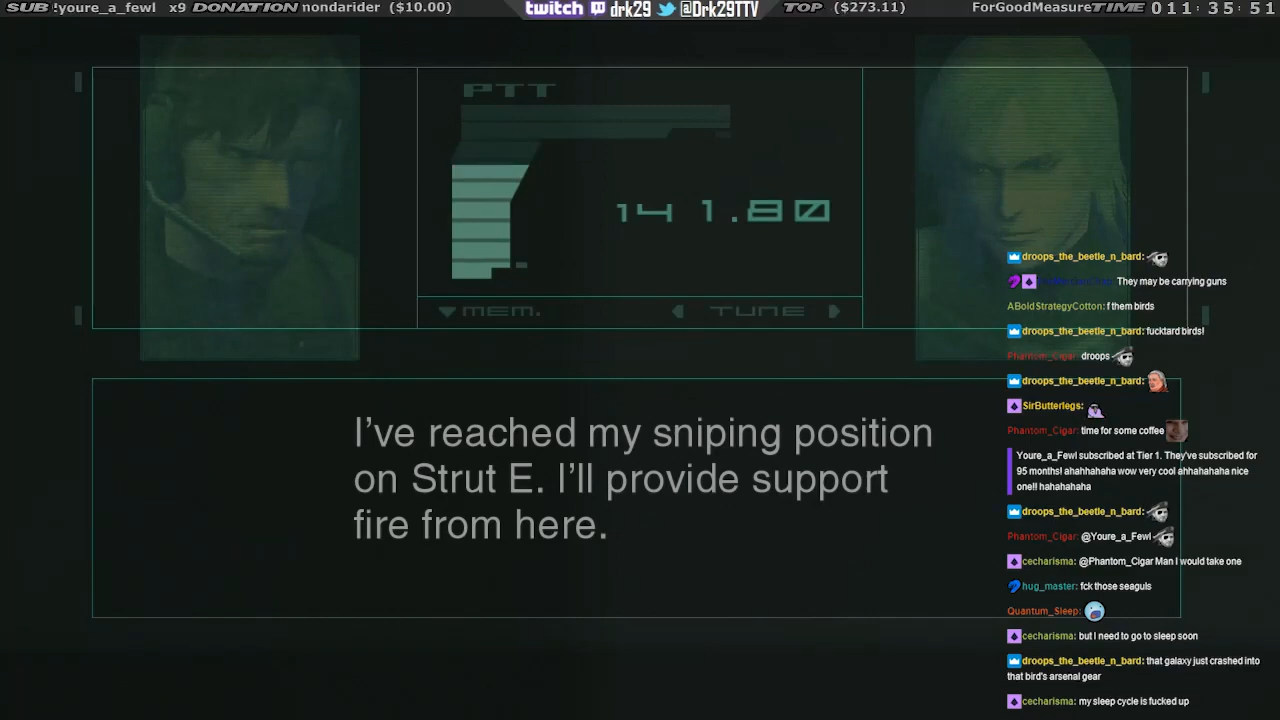 SUB !youre_a_fewl x9 DONATION nondarider ($10.00) twitch drk29 @Drk29TTV TOP ($273.11) ForGoodMeasure TIME 011:35:51
PTT
141.80
MEM. TUNE
I've reached my sniping position
on Strut E. I'll provide support
fire from here.
droops_the_beetle_n_bard:
They may be carrying guns
ABoldStrategyCotton: f them birds
droops_the_beetle_n_bard: fucktard birds!
Phantom_Cigar: droops
droops_the_beetle_n_bard:
SirButterlegs:
Phantom_Cigar: time for some coffee
Youre_a_Fewl subscribed at Tier 1. They've subscribed for
95 months! ahahhahaha wow very cool ahhahahaha nice
one!! hahahahaha
droops_the_beetle_n_bard:
Phantom_Cigar: @Youre_a_Fewl
cecharisma: @Phantom_Cigar Man I would take one
hug_master: fck those seaguls
Quantum_Sleep:
cecharisma: but I need to go to sleep soon
droops_the_beetle_n_bard: that galaxy just crashed into
that bird's arsenal gear
cecharisma: my sleep cycle is fucked up